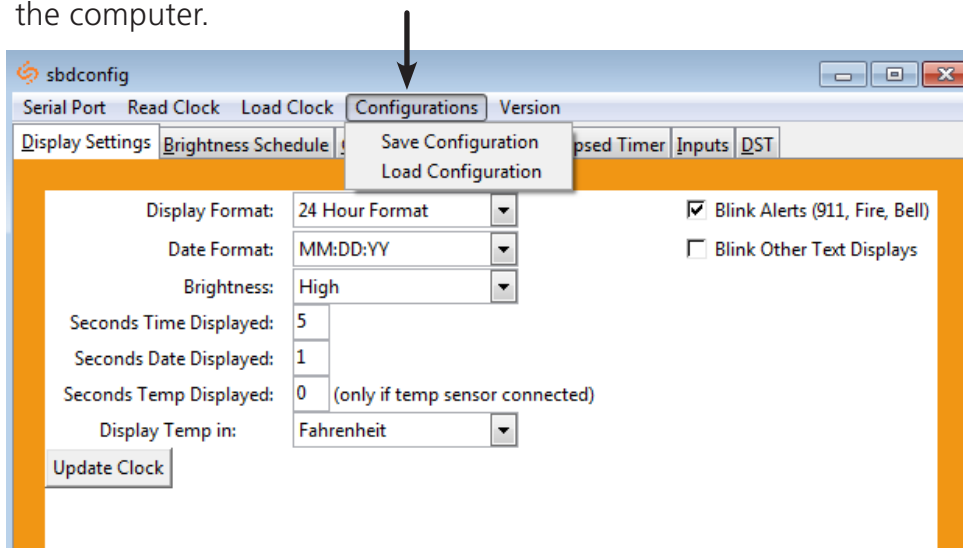 the computer.
sbdconfig
Serial Port Read Clock Load Clock Configurations Version
Save Configuration
Load Configuration
Display Settings Brightness Schedule Timer Inputs DST
Display Format: 24 Hour Format Blink Alerts (911, Fire, Bell)
Date Format: MM:DD:YY Blink Other Text Displays
Brightness: High
Seconds Time Displayed: 5
Seconds Date Displayed: 1
Seconds Temp Displayed: 0 (only if temp sensor connected)
Display Temp in: Fahrenheit
Update Clock